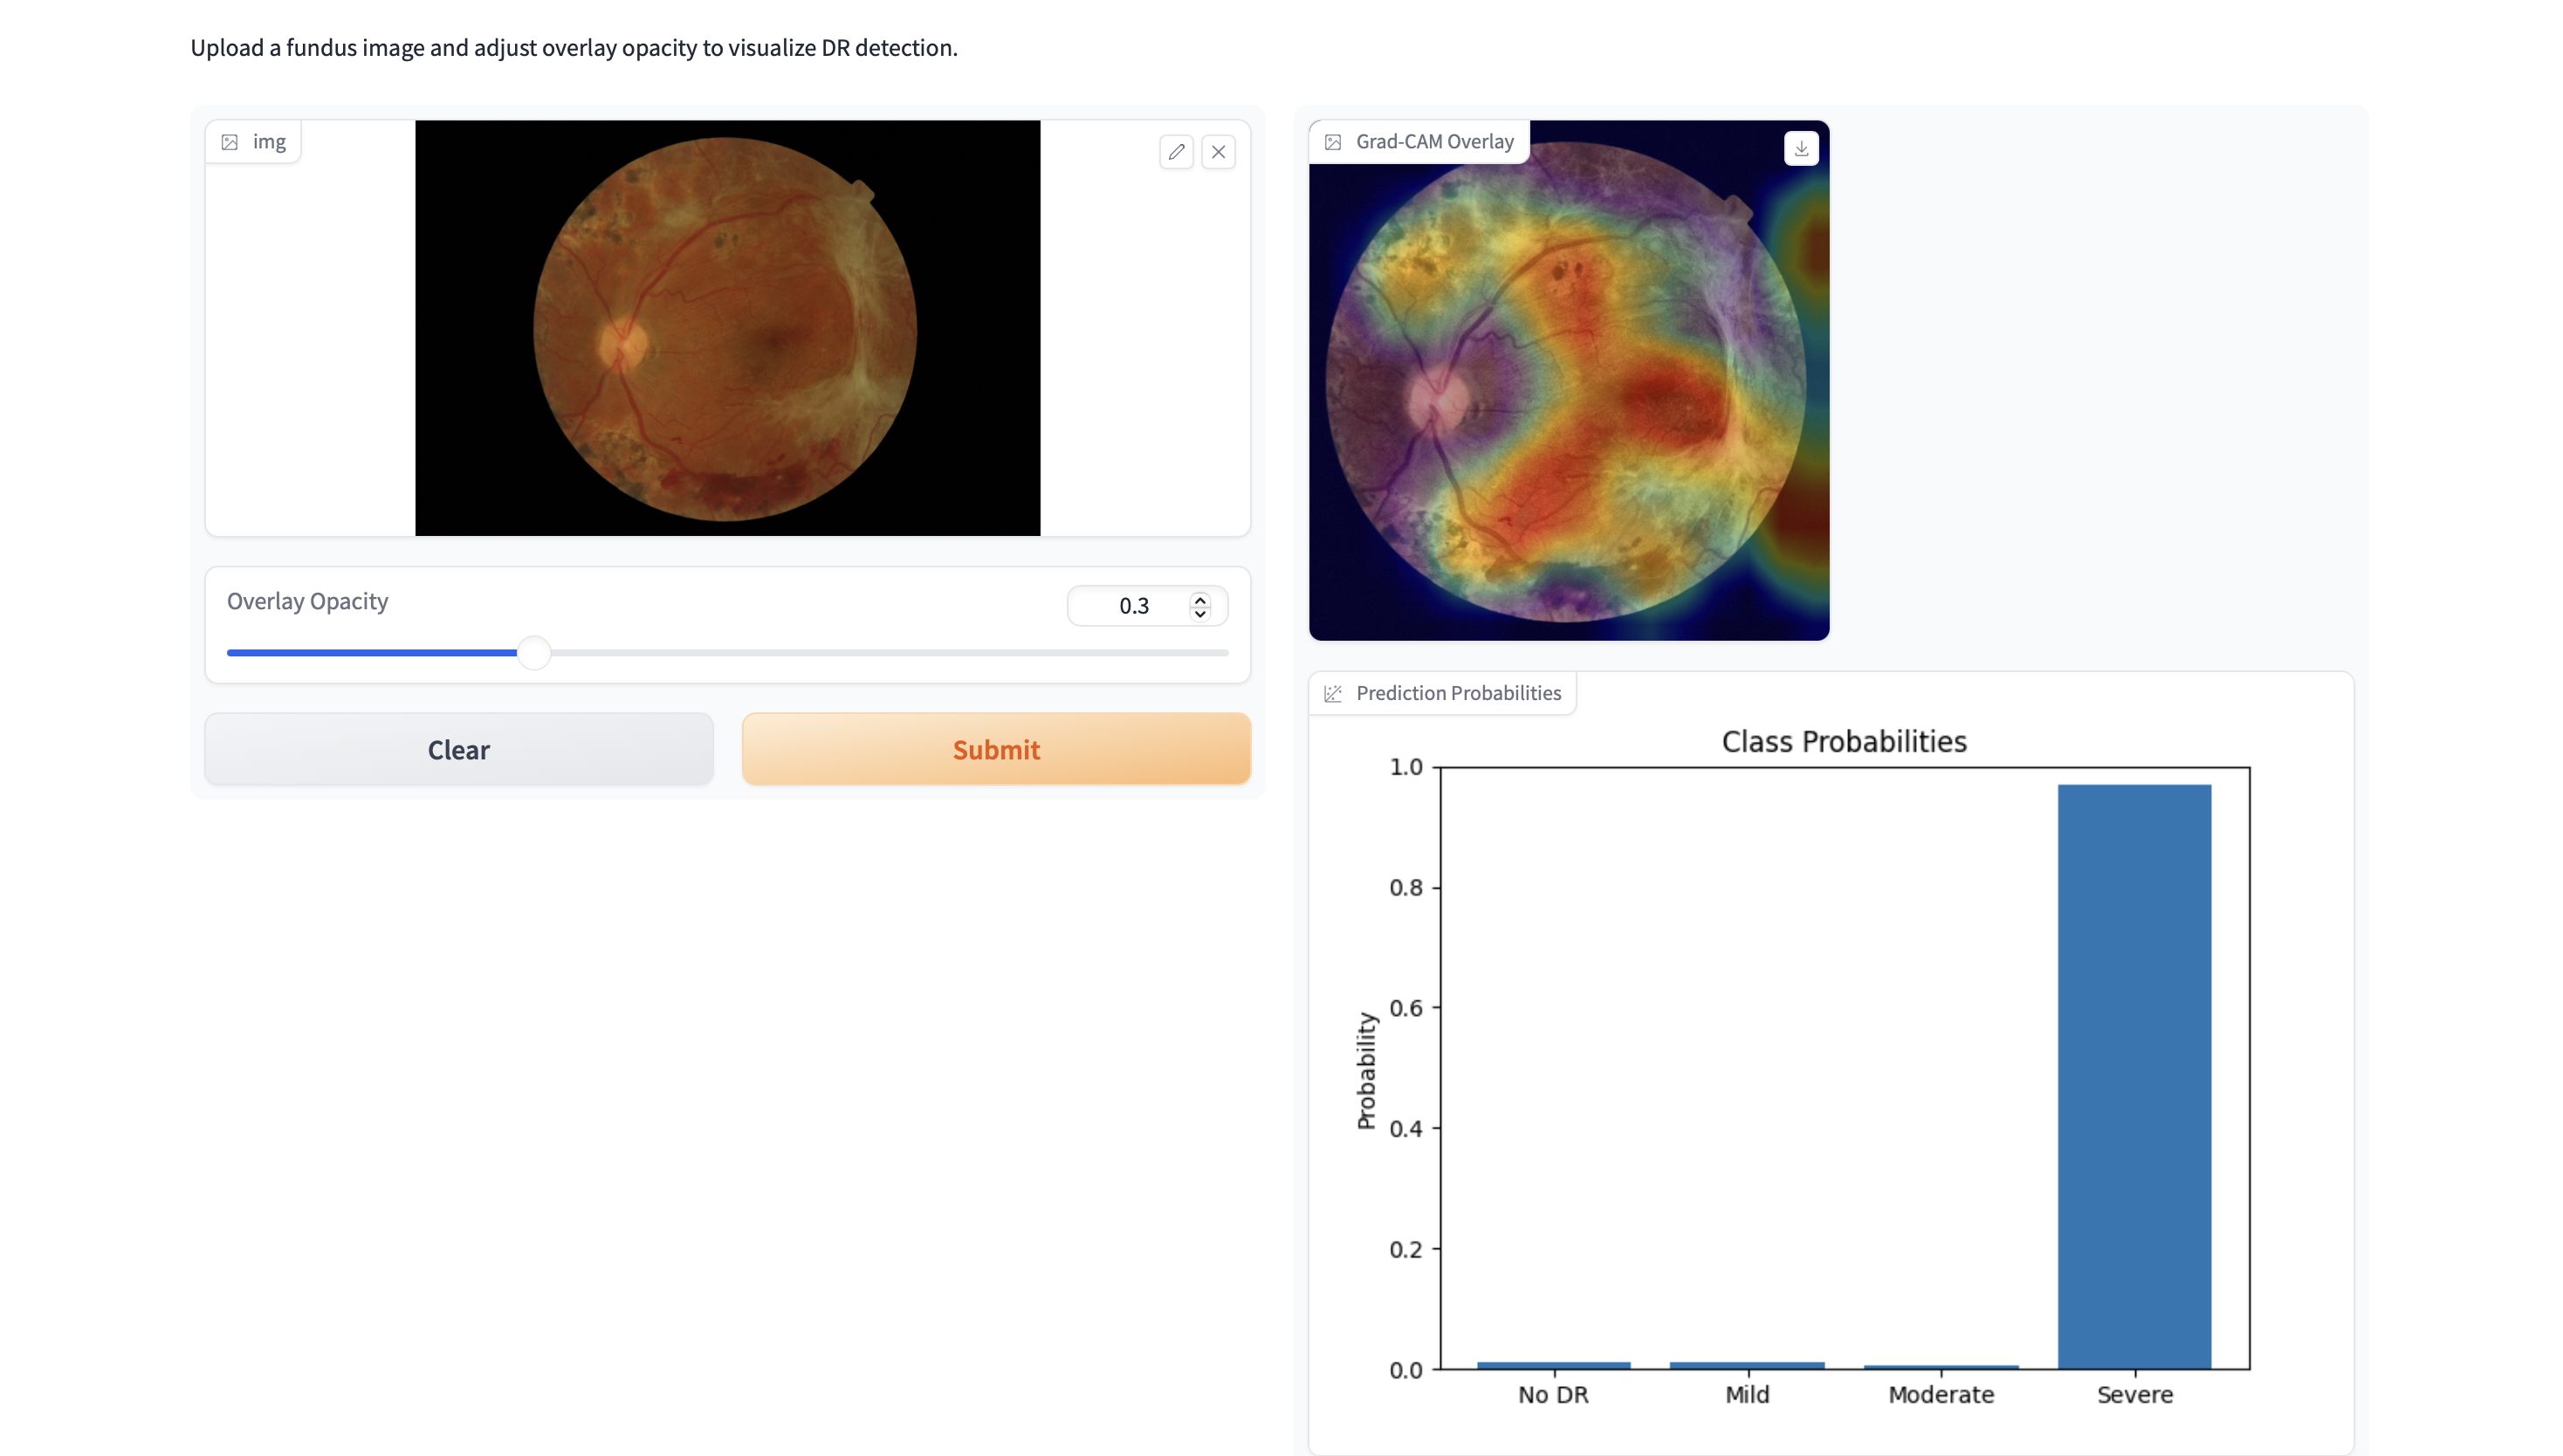 Upload a fundus image and adjust overlay opacity to visualize DR detection.
img
Overlay Opacity
0.3
Clear
Submit
Grad-CAM Overlay
Prediction Probabilities
Class Probabilities
1.0
0.8
0.6
0.4
0.2
0.0
Probability
No DR Mild Moderate Severe